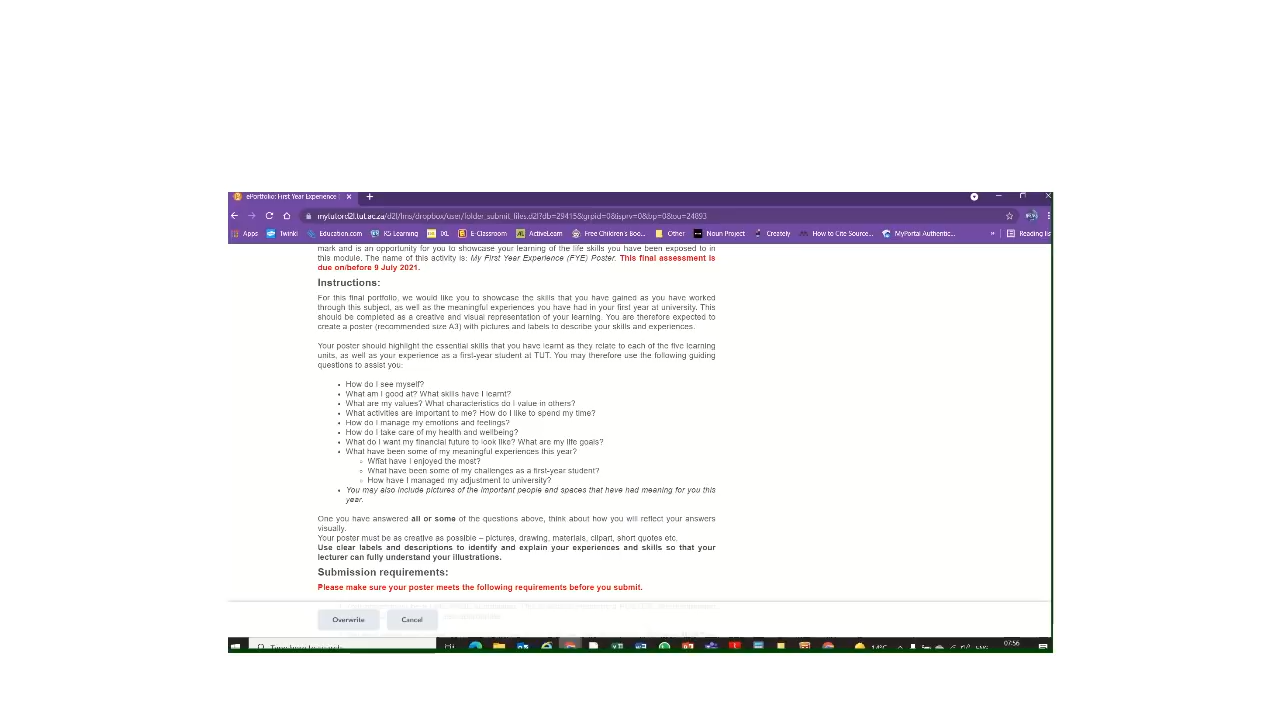 ePortfolio: First Year Experience
mytutord2l.tut.ac.za/d2l/lms/dropbox/user/folder_submit_files.d2l?db=29415&grpid=0&isprv=0&bp=0&tou=24893
Apps Twinkl Education.com K5 Learning IXL E-Classroom ActiveLearn Free Children's Boo... Other Noun Project Creately How to Cite Source... MyPortal Authentic... » Reading list
mark and is an opportunity for you to showcase your learning of the life skills you have been exposed to in
this module. The name of this activity is: My First Year Experience (FYE) Poster. This final assessment is
due on/before 9 July 2021.
Instructions:
For this final portfolio, we would like you to showcase the skills that you have gained as you have worked
through this subject, as well as the meaningful experiences you have had in your first year at university. This
should be completed as a creative and visual representation of your learning. You are therefore expected to
create a poster (recommended size A3) with pictures and labels to describe your skills and experiences.
Your poster should highlight the essential skills that you have learnt as they relate to each of the five learning
units, as well as your experience as a first-year student at TUT. You may therefore use the following guiding
questions to assist you:
• How do I see myself?
• What am I good at? What skills have I learnt?
• What are my values? What characteristics do I value in others?
• What activities are important to me? How do I like to spend my time?
• How do I manage my emotions and feelings?
• How do I take care of my health and wellbeing?
• What do I want my financial future to look like? What are my life goals?
• What have been some of my meaningful experiences this year?
○ What have I enjoyed the most?
○ What have been some of my challenges as a first-year student?
○ How have I managed my adjustment to university?
• You may also include pictures of the important people and spaces that have had meaning for you this
year.
One you have answered all or some of the questions above, think about how you will reflect your answers
visually.
Your poster must be as creative as possible – pictures, drawing, materials, clipart, short quotes etc.
Use clear labels and descriptions to identify and explain your experiences and skills so that your
lecturer can fully understand your illustrations.
Submission requirements:
Please make sure your poster meets the following requirements before you submit.
Overwrite Cancel
Type here to search 14°C ENG 07:56